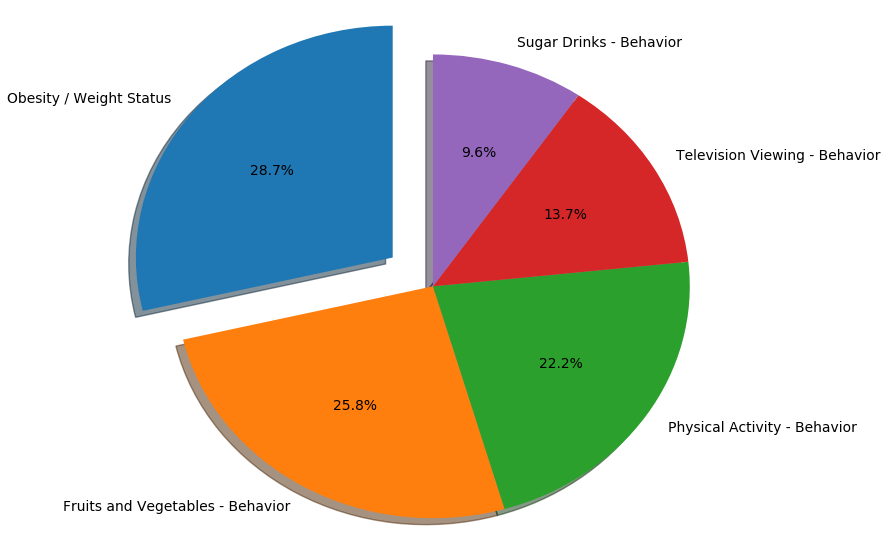 Sugar Drinks - Behavior
Obesity / Weight Status
9.6%
Television Viewing - Behavior
28.7%
13.7%
22.2%
25.8%
Physical Activity - Behavior
Fruits and Vegetables - Behavior